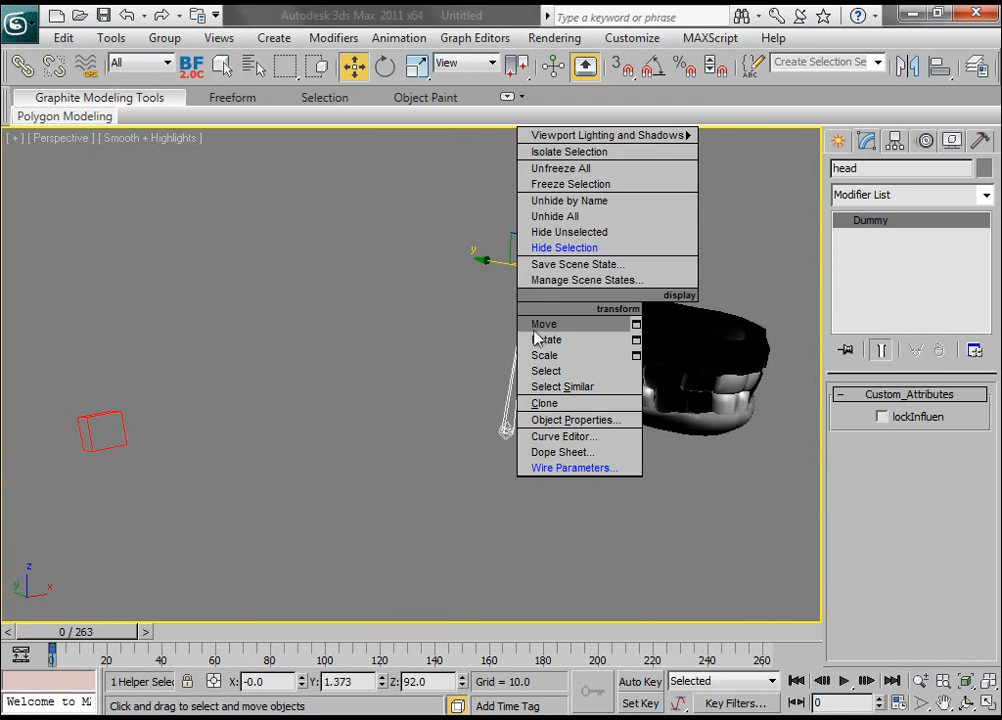 Autodesk 3ds Max 2011 x64 Untitled Type a keyword or phrase
Edit Tools Group Views Create Modifiers Animation Graph Editors Rendering Customize MAXScript Help
All BF 2.0C View 3 ABC Create Selection Se
Graphite Modeling Tools Freeform Selection Object Paint
Polygon Modeling
[ + ] [ Perspective ] [ Smooth + Highlights ]
Viewport Lighting and Shadows
Isolate Selection
Unfreeze All
Freeze Selection
Unhide by Name
Unhide All
Hide Unselected
Hide Selection
Save Scene State...
Manage Scene States...
display
transform
Move
Scale
Select
Select Similar
Clone
Object Properties...
Curve Editor...
Dope Sheet...
Wire Parameters...
head
Modifier List
Dummy
Custom_Attributes
lockInfluen
y
z
y x
< 0 / 263 >
0 20 40 60 80 100 120 140 160 180 200 220 240 260
1 Helper Selec X: -0.0 Y: 1.373 Z: 92.0 Grid = 10.0 Auto Key Selected
Welcome to M Click and drag to select and move objects Add Time Tag Set Key Key Filters... 0